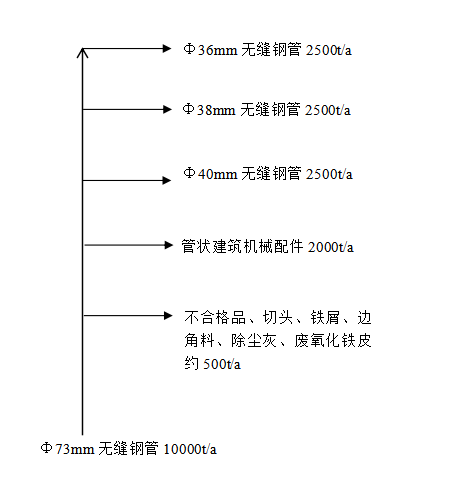 Φ36mm 无缝钢管 2500t/a
Φ38mm 无缝钢管 2500t/a
Φ40mm 无缝钢管 2500t/a
管状建筑机械配件 2000t/a
不合格品、切头、铁屑、边
角料、除尘灰、废氧化铁皮
约 500t/a
Φ73mm 无缝钢管 10000t/a